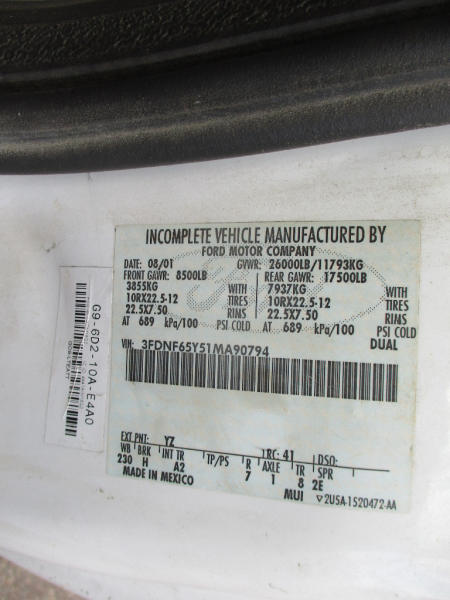 INCOMPLETE VEHICLE MANUFACTURED BY
FORD MOTOR COMPANY
DATE: 08/01 GVWR: 26000LB/11793KG
FRONT GAWR: 8500LB REAR GAWR: 17500LB
3855KG WITH 7937KG WITH
10RX22.5-12 TIRES 10RX22.5-12 TIRES
22.5X7.50 RINS 22.5X7.50 RINS
AT 689 kPa/100 PSI COLD AT 689 kPa/100 PSI COLD
DUAL
VIN: 3FDNF65Y51MA90794
EXT PNT: YZ RC: 41 DSO:
WB BRK INT TR TP/PS R AXLE TR SPR
230 H A2 7 1 8 2E
MADE IN MEXICO MUI ▽2U5A-1520472-AA
G9-6D2-10A-E4A0